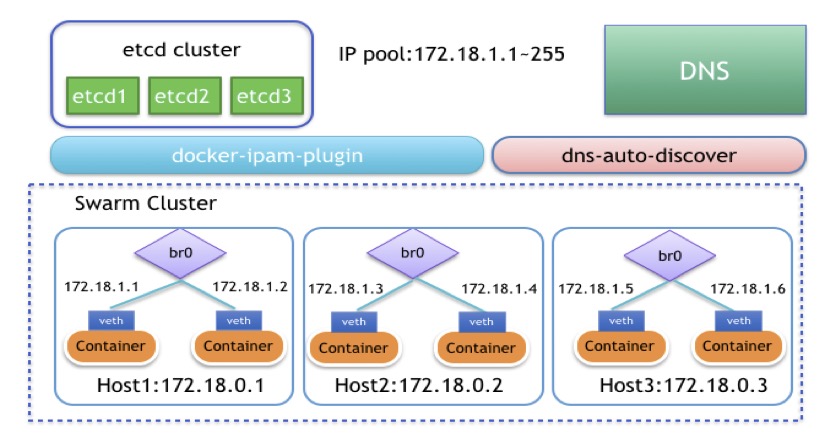 etcd cluster
IP pool:172.18.1.1~255
DNS
etcd1 etcd2 etcd3
docker-ipam-plugin
dns-auto-discover
Swarm Cluster
br0
172.18.1.1
172.18.1.2
veth
veth
Container
Container
Host1:172.18.0.1
br0
172.18.1.3
172.18.1.4
veth
veth
Container
Container
Host2:172.18.0.2
br0
172.18.1.5
172.18.1.6
veth
veth
Container
Container
Host3:172.18.0.3